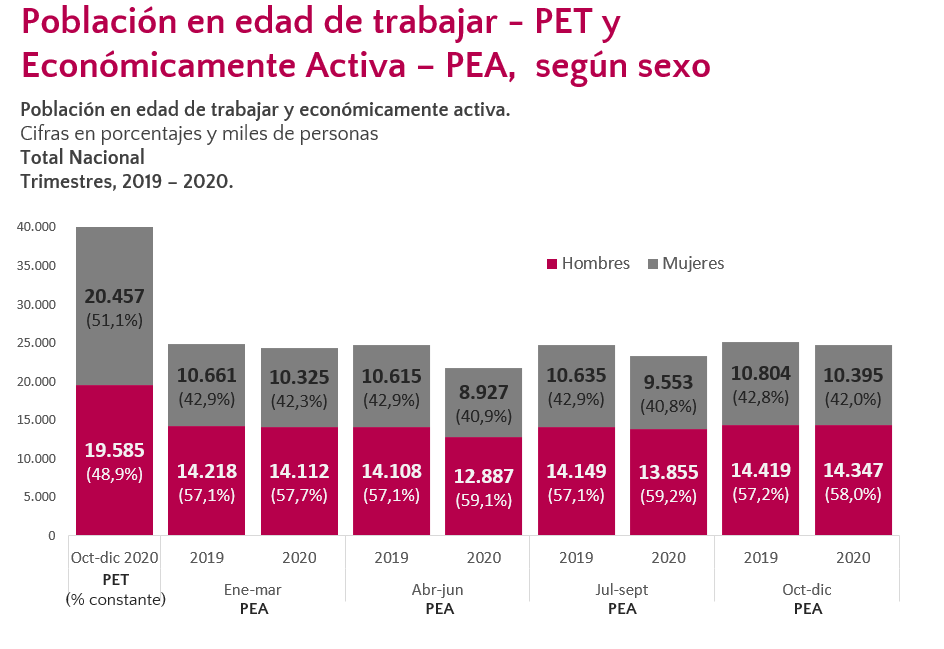 Población en edad de trabajar - PET y
Económicamente Activa – PEA,  según sexo
Población en edad de trabajar y económicamente activa.
Cifras en porcentajes y miles de personas
Total Nacional
Trimestres, 2019 – 2020.
40.000
35.000
30.000
25.000
20.000
15.000
10.000
5.000
0
Hombres
Mujeres
20.457
(51,1%)
19.585
(48,9%)
10.661
(42,9%)
14.218
(57,1%)
10.325
(42,3%)
14.112
(57,7%)
10.615
(42,9%)
14.108
(57,1%)
8.927
(40,9%)
12.887
(59,1%)
10.635
(42,9%)
14.149
(57,1%)
9.553
(40,8%)
13.855
(59,2%)
10.804
(42,8%)
14.419
(57,2%)
10.395
(42,0%)
14.347
(58,0%)
Oct-dic 2020
PET
(% constante)
2019
2020
Ene-mar
PEA
2019
2020
Abr-jun
PEA
2019
2020
Jul-sept
PEA
2019
2020
Oct-dic
PEA